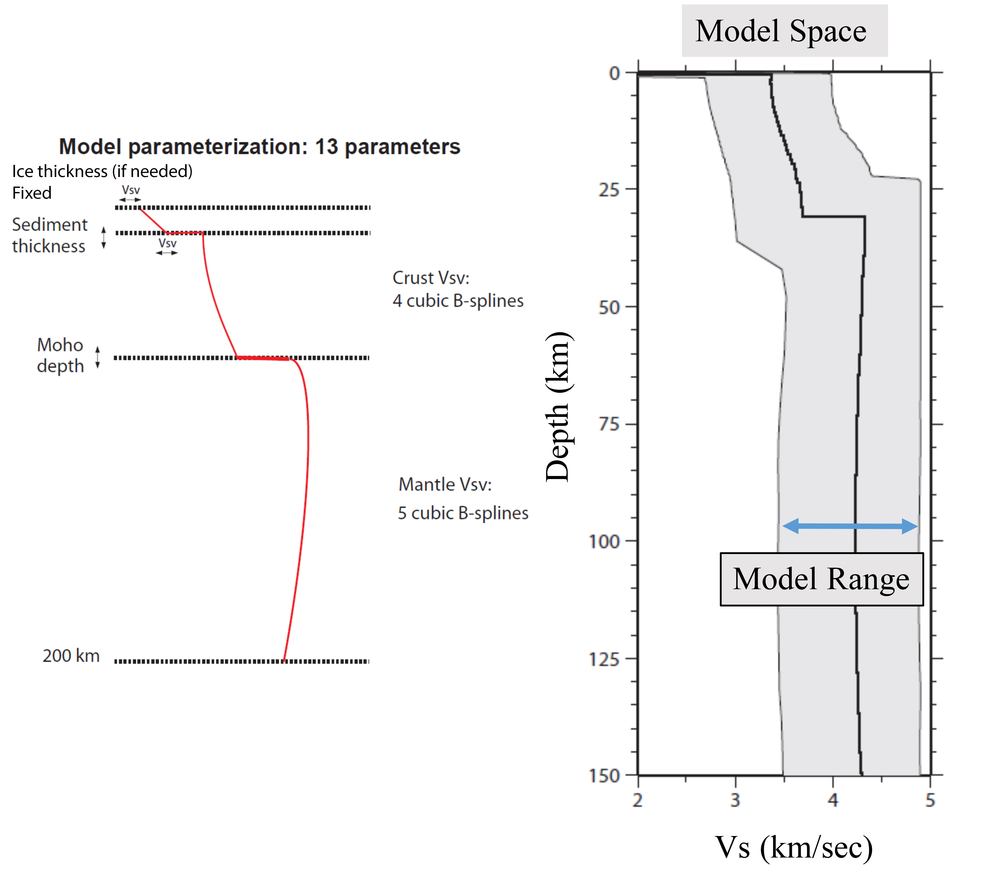 Model parameterization: 13 parameters
Ice thickness (if needed)
Fixed
Vsv
Sediment
thickness
Vsv
Crust Vsv:
4 cubic B-splines
Moho
depth
Mantle Vsv:
5 cubic B-splines
200 km
Model Space
0
25
50
75
100
125
150
Depth (km)
Model Range
2 3 4 5
Vs (km/sec)